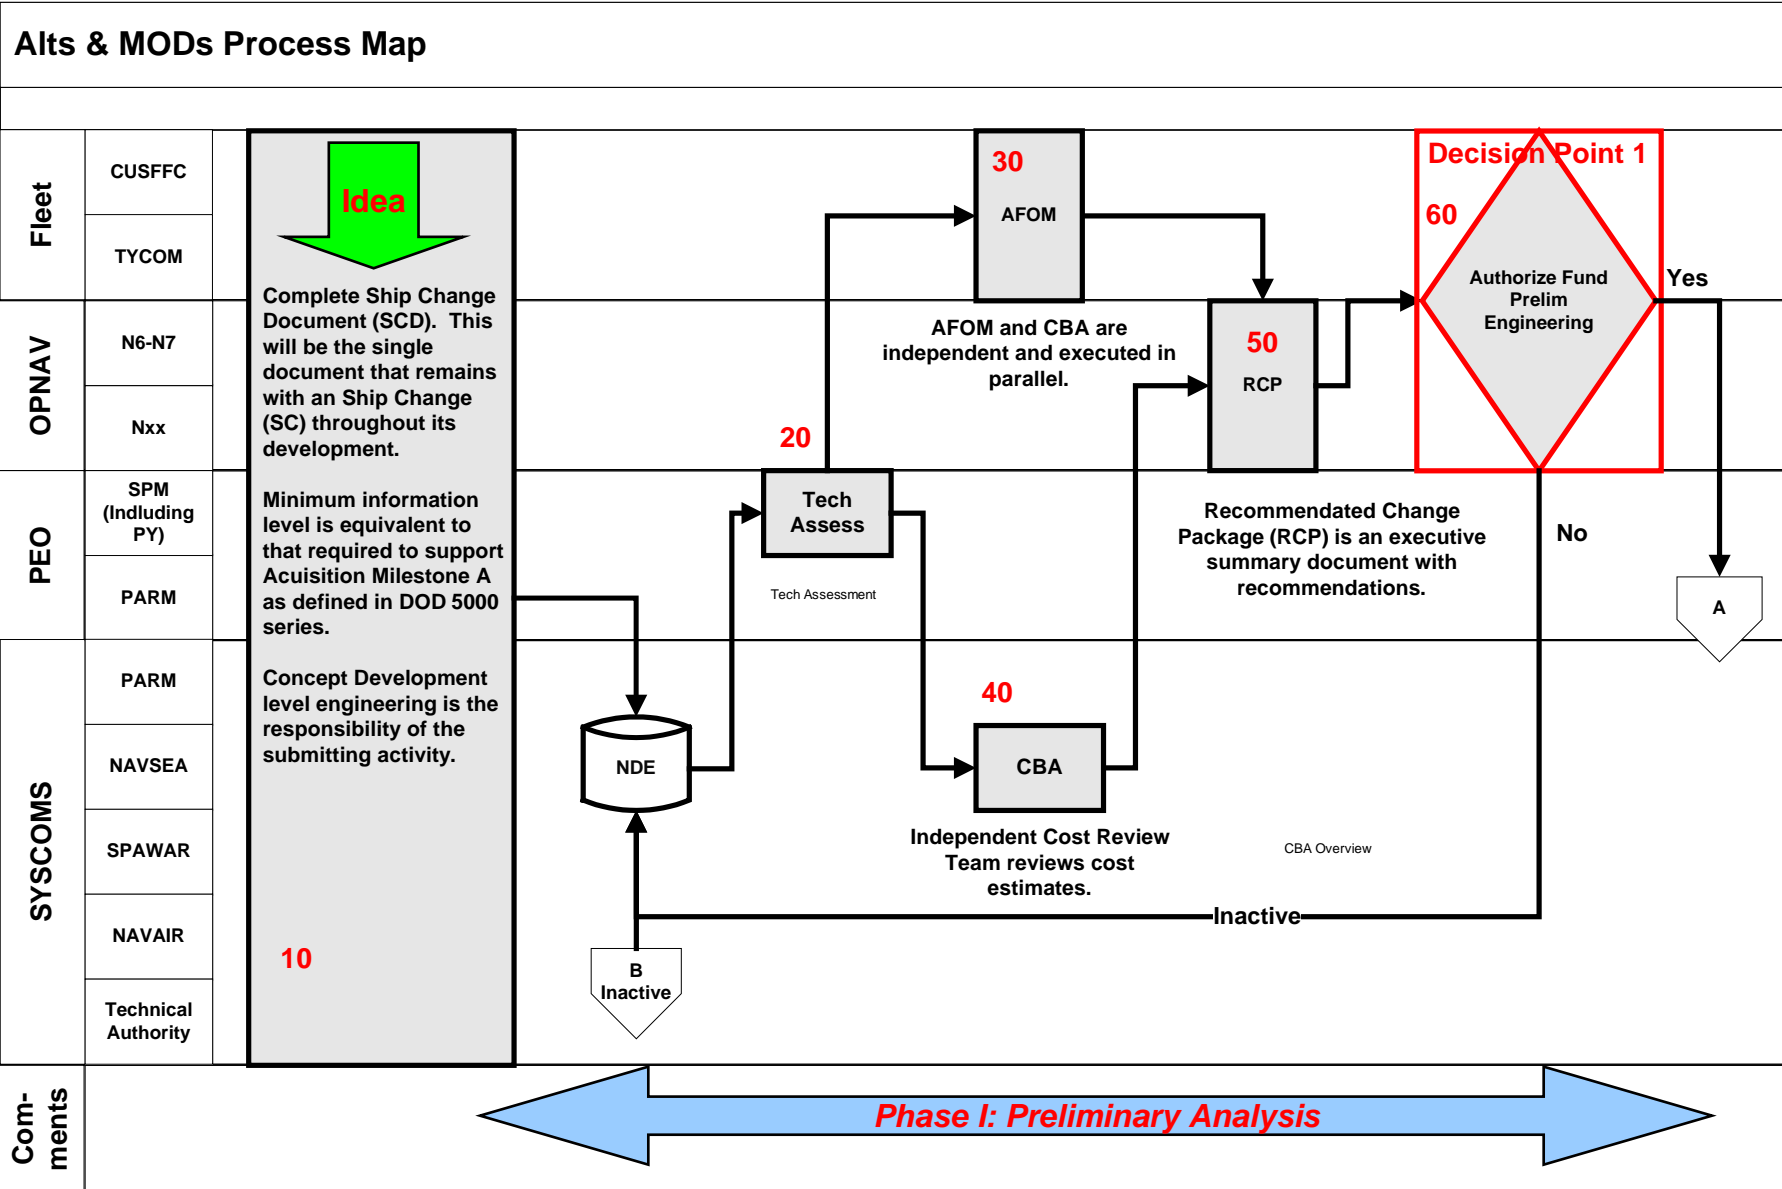 Alts & MODs Process Map
Fleet
CUSFFC
TYCOM
OPNAV
N6-N7
Nxx
PEO
SPM
(Indluding
PY)
PARM
SYSCOMS
PARM
NAVSEA
SPAWAR
NAVAIR
Technical
Authority
Com-
ments
Idea
Complete Ship Change
Document (SCD).  This
will be the single
document that remains
with an Ship Change
(SC) throughout its
development.
Minimum information
level is equivalent to
that required to support
Acuisition Milestone A
as defined in DOD 5000
series.
Concept Development
level engineering is the
responsibility of the
submitting activity.
10
NDE
B
Inactive
20
Tech
Assess
Tech Assessment
30
AFOM
AFOM and CBA are
independent and executed in
parallel.
40
CBA
Independent Cost Review
Team reviews cost
estimates.
CBA Overview
50
RCP
Recommended Change
Package (RCP) is an executive
summary document with
recommendations.
Decision Point 1
60
Authorize Fund
Prelim
Engineering
Yes
No
A
Inactive
Phase I: Preliminary Analysis